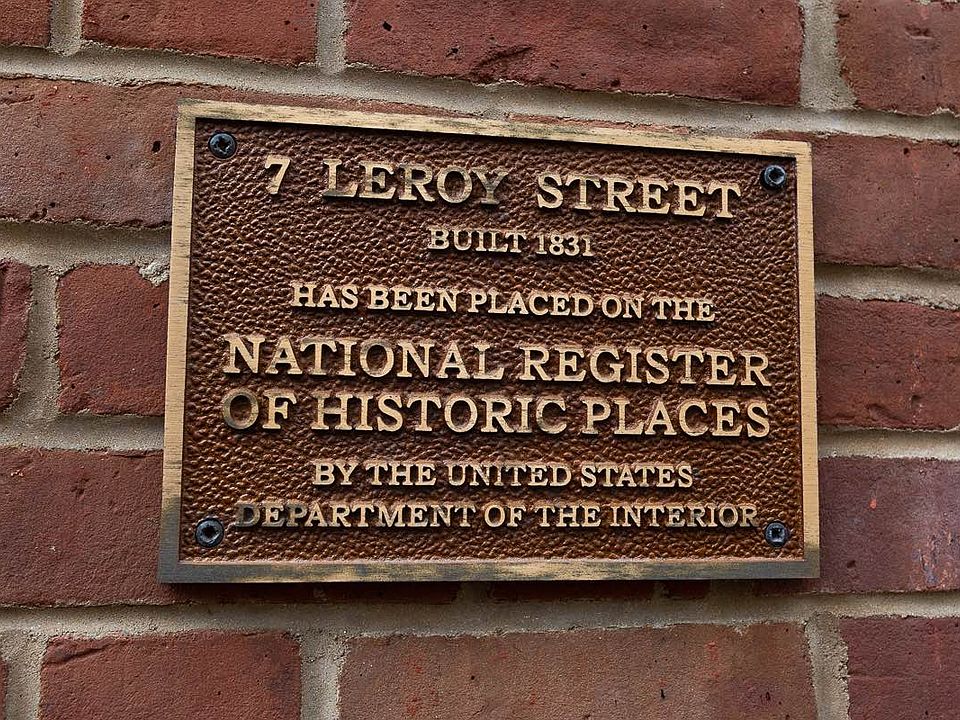 7 LEROY STREET
BUILT 1831
HAS BEEN PLACED ON THE
NATIONAL REGISTER
OF HISTORIC PLACES
BY THE UNITED STATES
DEPARTMENT OF THE INTERIOR